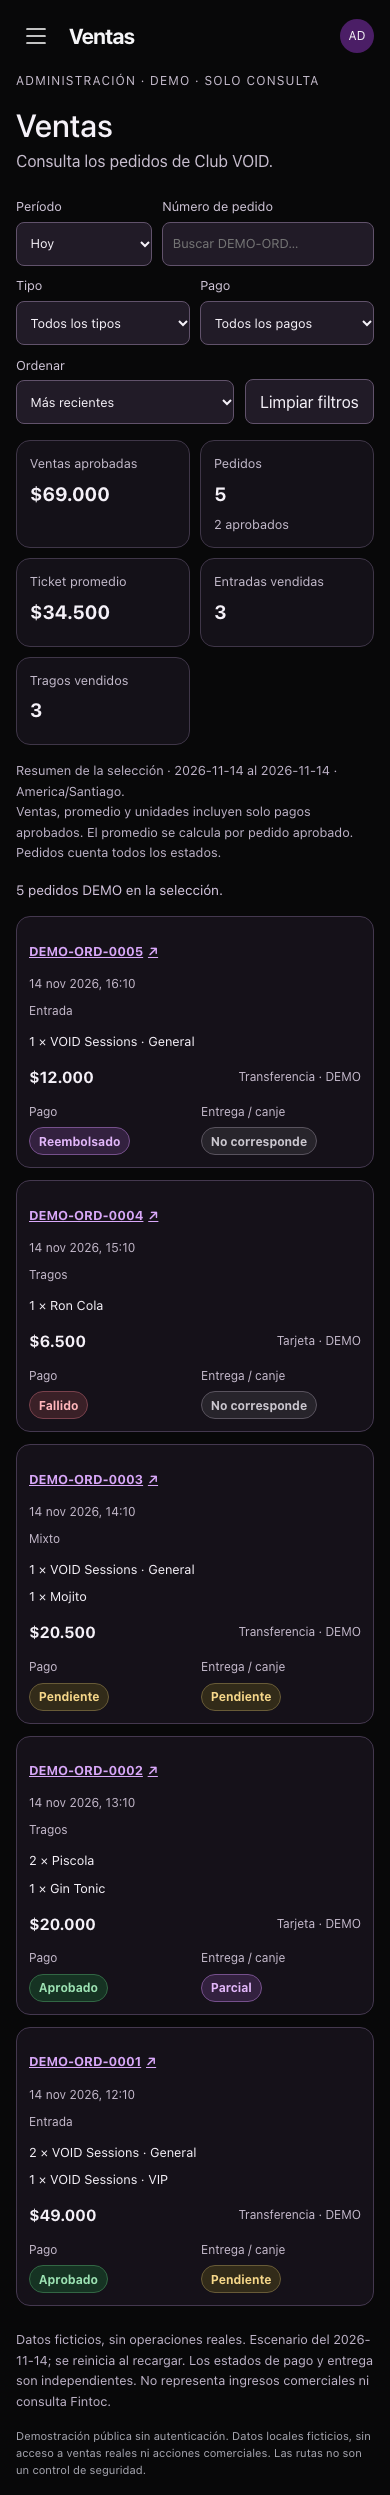 Ventas
AD
ADMINISTRACIÓN · DEMO · SOLO CONSULTA
Ventas
Consulta los pedidos de Club VOID.
Período
Número de pedido
Hoy
Buscar DEMO-ORD...
Tipo
Pago
Todos los tipos
Todos los pagos
Ordenar
Más recientes
Limpiar filtros
Ventas aprobadas
$69.000
Pedidos
5
2 aprobados
Ticket promedio
$34.500
Entradas vendidas
3
Tragos vendidos
3
Resumen de la selección · 2026-11-14 al 2026-11-14 ·
America/Santiago.
Ventas, promedio y unidades incluyen solo pagos
aprobados. El promedio se calcula por pedido aprobado.
Pedidos cuenta todos los estados.
5 pedidos DEMO en la selección.
DEMO-ORD-0005 ↗
14 nov 2026, 16:10
Entrada
1 × VOID Sessions · General
$12.000
Transferencia · DEMO
Pago
Entrega / canje
Reembolsado
No corresponde
DEMO-ORD-0004 ↗
14 nov 2026, 15:10
Tragos
1 × Ron Cola
$6.500
Tarjeta · DEMO
Pago
Entrega / canje
Fallido
No corresponde
DEMO-ORD-0003 ↗
14 nov 2026, 14:10
Mixto
1 × VOID Sessions · General
1 × Mojito
$20.500
Transferencia · DEMO
Pago
Entrega / canje
Pendiente
Pendiente
DEMO-ORD-0002 ↗
14 nov 2026, 13:10
Tragos
2 × Piscola
1 × Gin Tonic
$20.000
Tarjeta · DEMO
Pago
Entrega / canje
Aprobado
Parcial
DEMO-ORD-0001 ↗
14 nov 2026, 12:10
Entrada
2 × VOID Sessions · General
1 × VOID Sessions · VIP
$49.000
Transferencia · DEMO
Pago
Entrega / canje
Aprobado
Pendiente
Datos ficticios, sin operaciones reales. Escenario del 2026-
11-14; se reinicia al recargar. Los estados de pago y entrega
son independientes. No representa ingresos comerciales ni
consulta Fintoc.
Demostración pública sin autenticación. Datos locales ficticios, sin
acceso a ventas reales ni acciones comerciales. Las rutas no son
un control de seguridad.